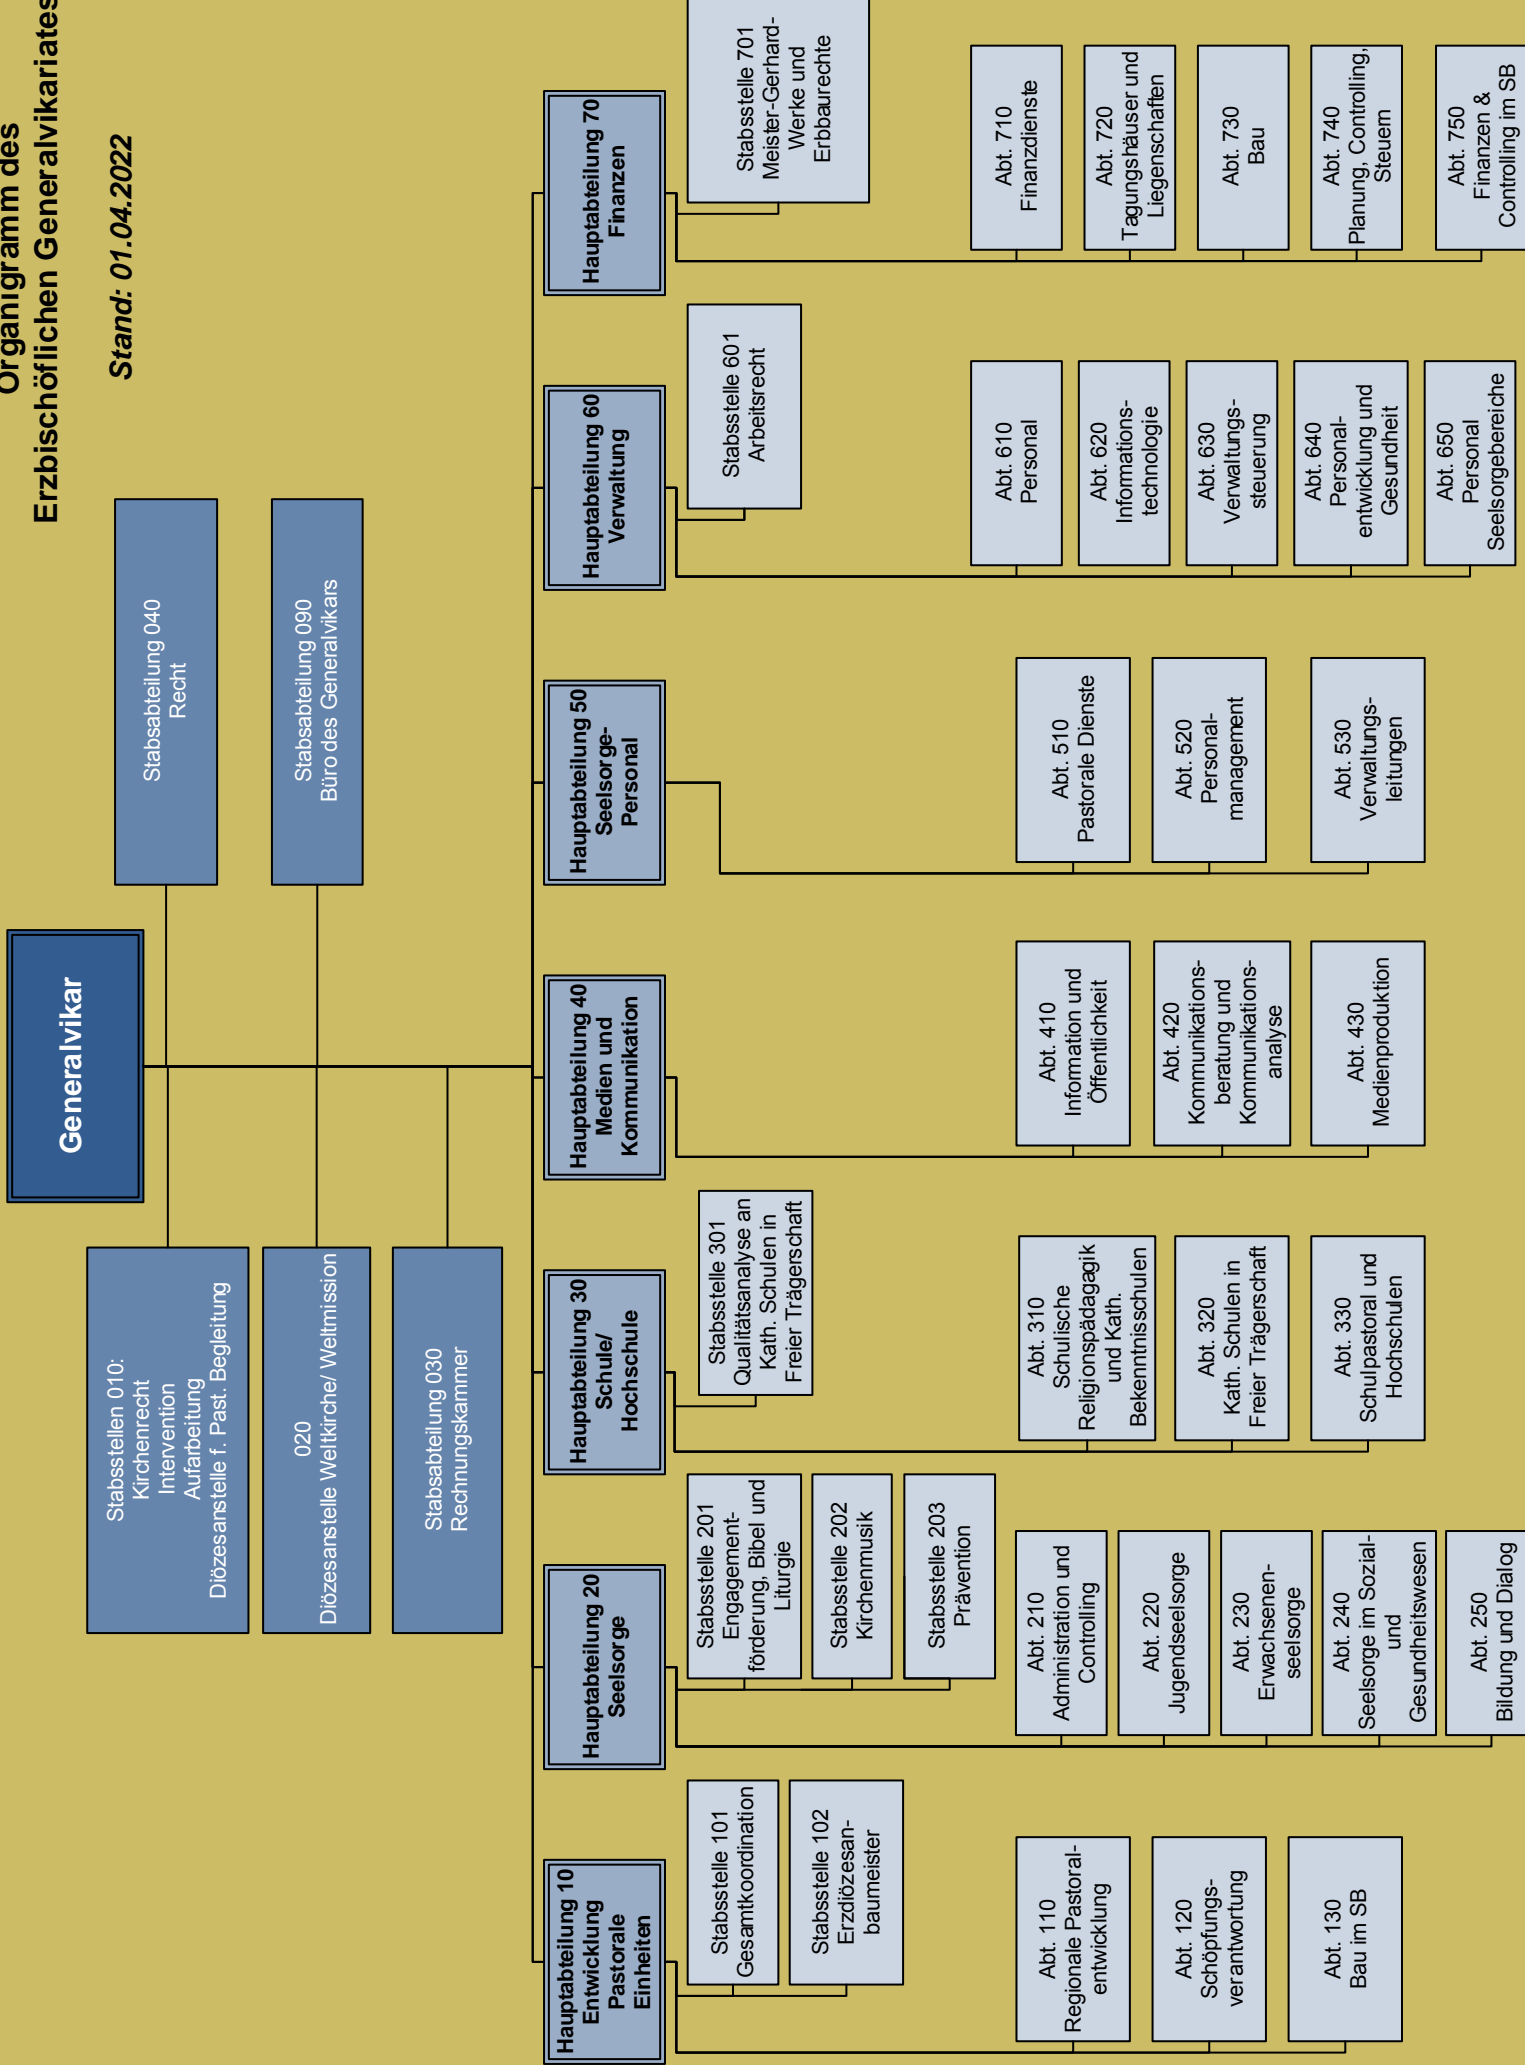 Organigramm des
Erzbischöflichen Generalvikariates
Stand: 01.04.2022
Generalvikar
Stabsstellen 010:
Kirchenrecht
Intervention
Aufarbeitung
Diözesanstelle f. Past. Begleitung
020
Diözesanstelle Weltkirche/ Weltmission
Stabsabteilung 030
Rechnungskammer
Stabsabteilung 040
Recht
Stabsabteilung 090
Büro des Generalvikars
Hauptabteilung 10
Entwicklung
Pastorale
Einheiten
Stabsstelle 101
Gesamtkoordination
Stabsstelle 102
Erzdiözesan-
baumeister
Abt. 110
Regionale Pastoral-
entwicklung
Abt. 120
Schöpfungs-
verantwortung
Abt. 130
Bau im SB
Hauptabteilung 20
Seelsorge
Stabsstelle 201
Engagement-
förderung, Bibel und
Liturgie
Stabsstelle 202
Kirchenmusik
Stabsstelle 203
Prävention
Abt. 210
Administration und
Controlling
Abt. 220
Jugendseelsorge
Abt. 230
Erwachsenen-
seelsorge
Abt. 240
Seelsorge im Sozial-
und
Gesundheitswesen
Abt. 250
Bildung und Dialog
Hauptabteilung 30
Schule/
Hochschule
Stabsstelle 301
Qualitätsanalyse an
Kath. Schulen in
Freier Trägerschaft
Abt. 310
Schulische
Religionspädagagik
und Kath.
Bekenntnisschulen
Abt. 320
Kath. Schulen in
Freier Trägerschaft
Abt. 330
Schulpastoral und
Hochschulen
Hauptabteilung 40
Medien und
Kommunikation
Abt. 410
Information und
Öffentlichkeit
Abt. 420
Kommunikations-
beratung und
Kommunikations-
analyse
Abt. 430
Medienproduktion
Hauptabteilung 50
Seelsorge-
Personal
Abt. 510
Pastorale Dienste
Abt. 520
Personal-
management
Abt. 530
Verwaltungs-
leitungen
Hauptabteilung 60
Verwaltung
Stabsstelle 601
Arbeitsrecht
Abt. 610
Personal
Abt. 620
Informations-
technologie
Abt. 630
Verwaltungs-
steuerung
Abt. 640
Personal-
entwicklung und
Gesundheit
Abt. 650
Personal
Seelsorgebereiche
Hauptabteilung 70
Finanzen
Stabsstelle 701
Meister-Gerhard-
Werke und
Erbbaurechte
Abt. 710
Finanzdienste
Abt. 720
Tagungshäuser und
Liegenschaften
Abt. 730
Bau
Abt. 740
Planung, Controlling,
Steuern
Abt. 750
Finanzen &
Controlling im SB